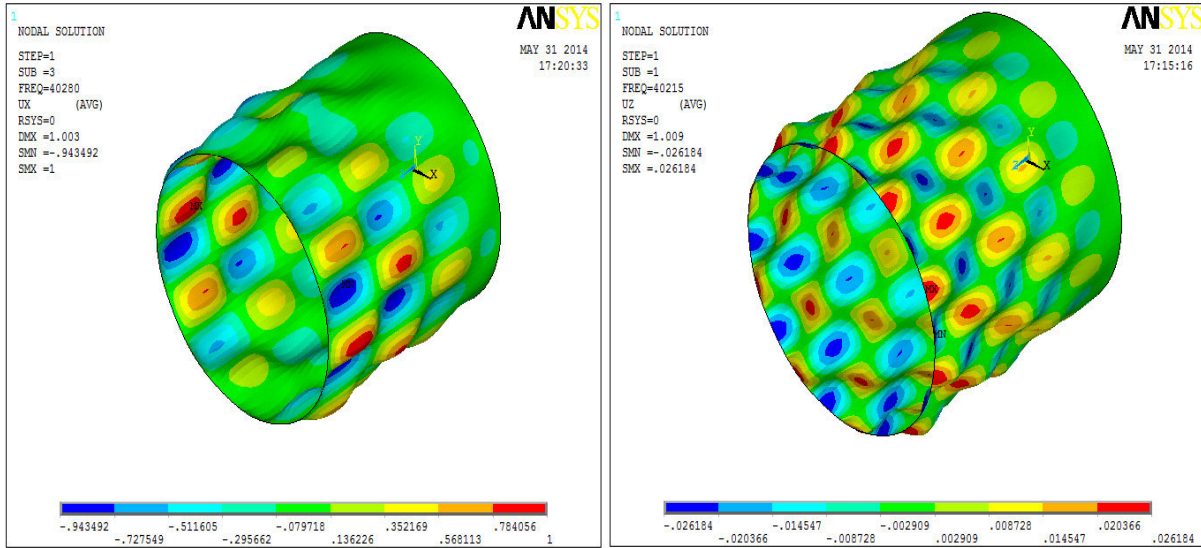 1
ANSYS
NODAL SOLUTION
MAY 31 2014
17:20:33
STEP=1
SUB =3
FREQ=40280
UX (AVG)
RSYS=0
DMX=1.003
SMN=-.943492
SMX=1
Y
Z X
MX
MN
-.943492 -.511605 -.079718 .352169 .784056
-.727549 -.295662 .136226 .568113 1
1
ANSYS
NODAL SOLUTION
MAY 31 2014
17:15:16
STEP=1
SUB =1
FREQ=40215
UZ (AVG)
RSYS=0
DMX=1.009
SMN=-.026184
SMX=.026184
Y
Z X
MX
MN
-.026184 -.014547 -.002909 .008728 .020366
-.020366 -.008728 .002909 .014547 .026184